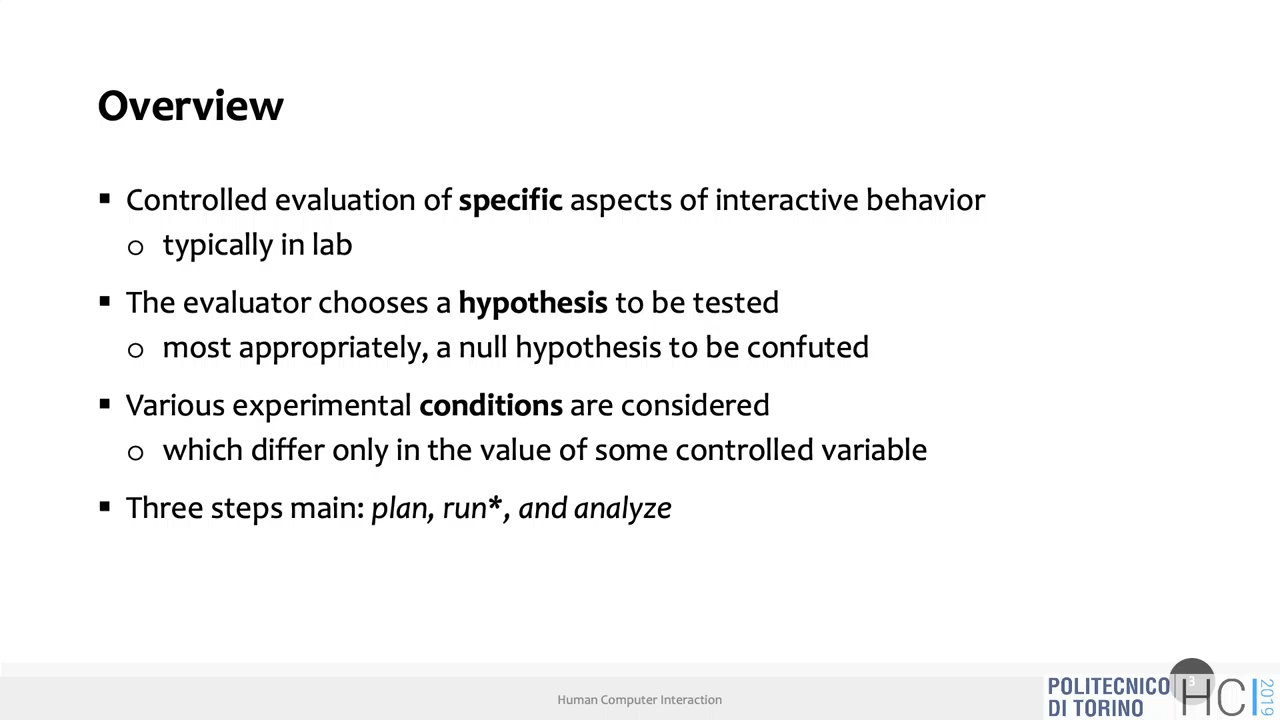 Overview
▪ Controlled evaluation of specific aspects of interactive behavior
o typically in lab
▪ The evaluator chooses a hypothesis to be tested
o most appropriately, a null hypothesis to be confuted
▪ Various experimental conditions are considered
o which differ only in the value of some controlled variable
▪ Three steps main: plan, run*, and analyze
Human Computer Interaction
POLITECNICO
DI TORINO
3
HCI
2019